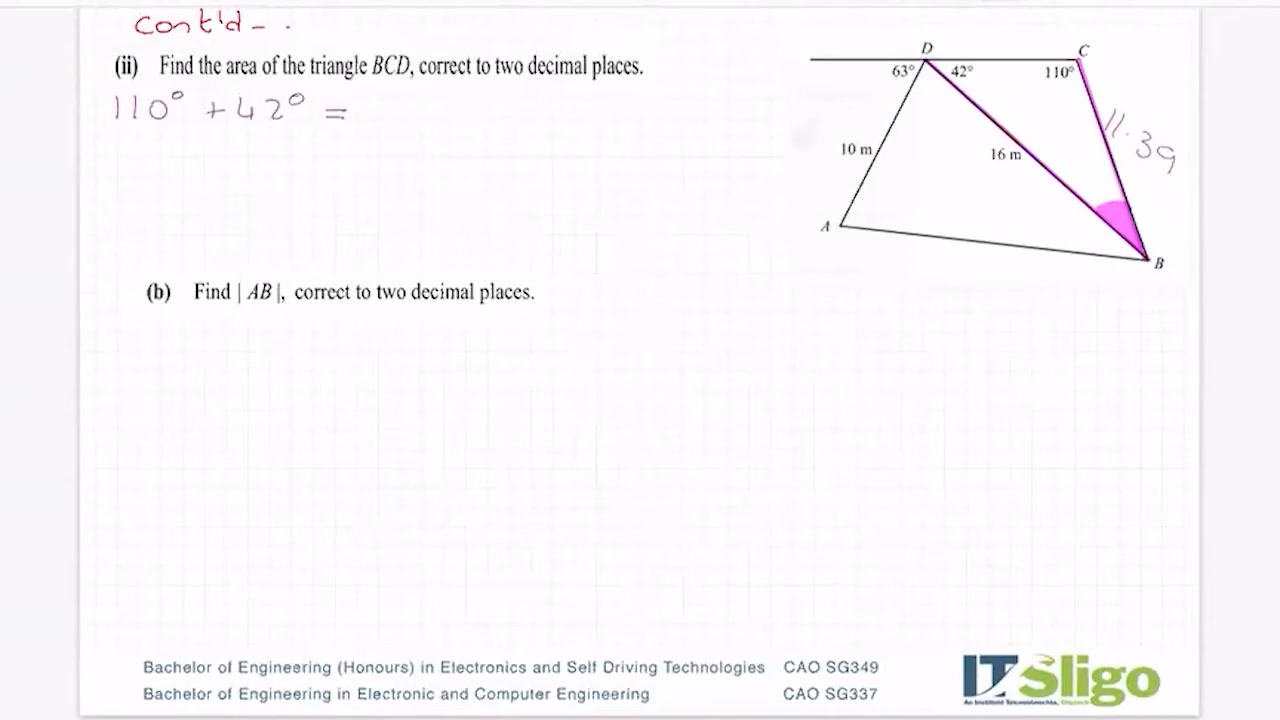 Cont'd - .
(ii) Find the area of the triangle BCD, correct to two decimal places.
110° + 42° =
D
C
63°
42°
110°
11.39
10 m
16 m
A
B
(b) Find | AB |, correct to two decimal places.
Bachelor of Engineering (Honours) in Electronics and Self Driving Technologies CAO SG349
Bachelor of Engineering in Electronic and Computer Engineering CAO SG337
IT Sligo